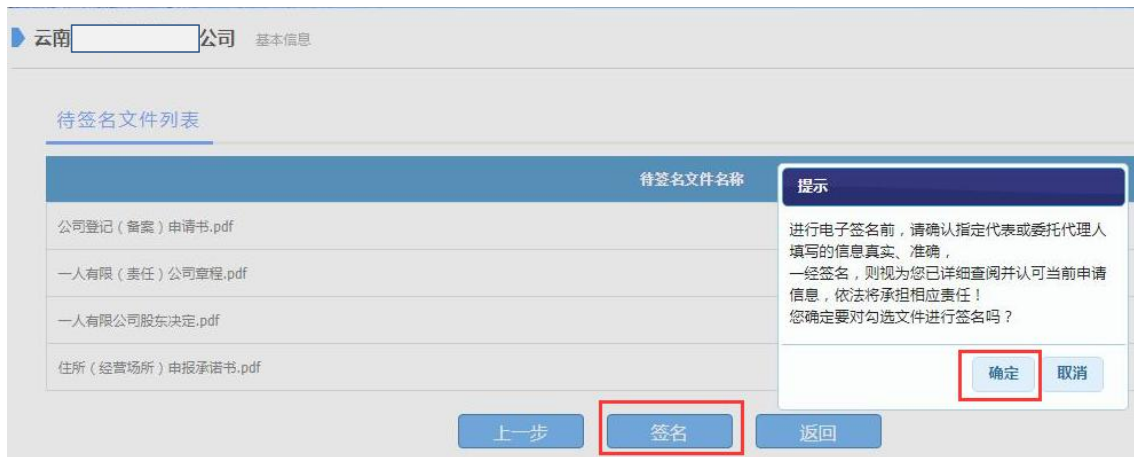 云南 公司 基本信息
待签名文件列表
待签名文件名称
公司登记（备案）申请书.pdf
一人有限（责任）公司章程.pdf
一人有限公司股东决定.pdf
住所（经营场所）申报承诺书.pdf
提示
进行电子签名前，请确认指定代表或委托代理人
填写的信息真实、准确，
一经签名，则视为您已详细查阅并认可当前申请
信息，依法将承担相应责任！
您确定要对勾选文件进行签名吗？
确定 取消
上一步 签名 返回